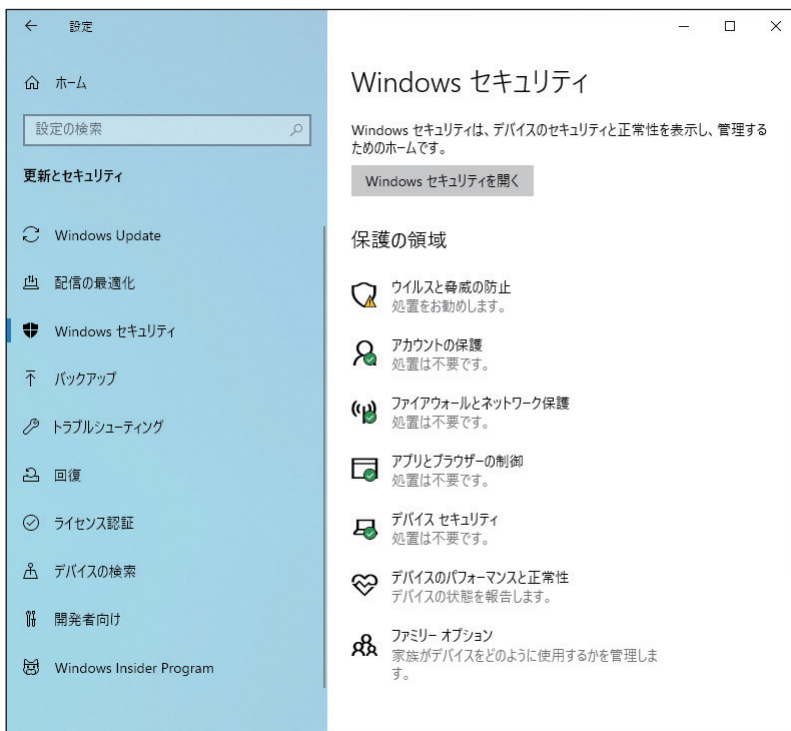 設定
ホーム
設定の検索
更新とセキュリティ
Windows Update
配信の最適化
Windows セキュリティ
バックアップ
トラブルシューティング
回復
ライセンス認証
デバイスの検索
開発者向け
Windows Insider Program
Windows セキュリティ
Windows セキュリティは、デバイスのセキュリティと正常性を表示し、管理する
ためのホームです。
Windows セキュリティを開く
保護の領域
ウイルスと脅威の防止
処置をお勧めします。
アカウントの保護
処置は不要です。
ファイアウォールとネットワーク保護
処置は不要です。
アプリとブラウザーの制御
処置は不要です。
デバイス セキュリティ
処置は不要です。
デバイスのパフォーマンスと正常性
デバイスの状態を報告します。
ファミリー オプション
家族がデバイスをどのように使用するかを管理しま
す。